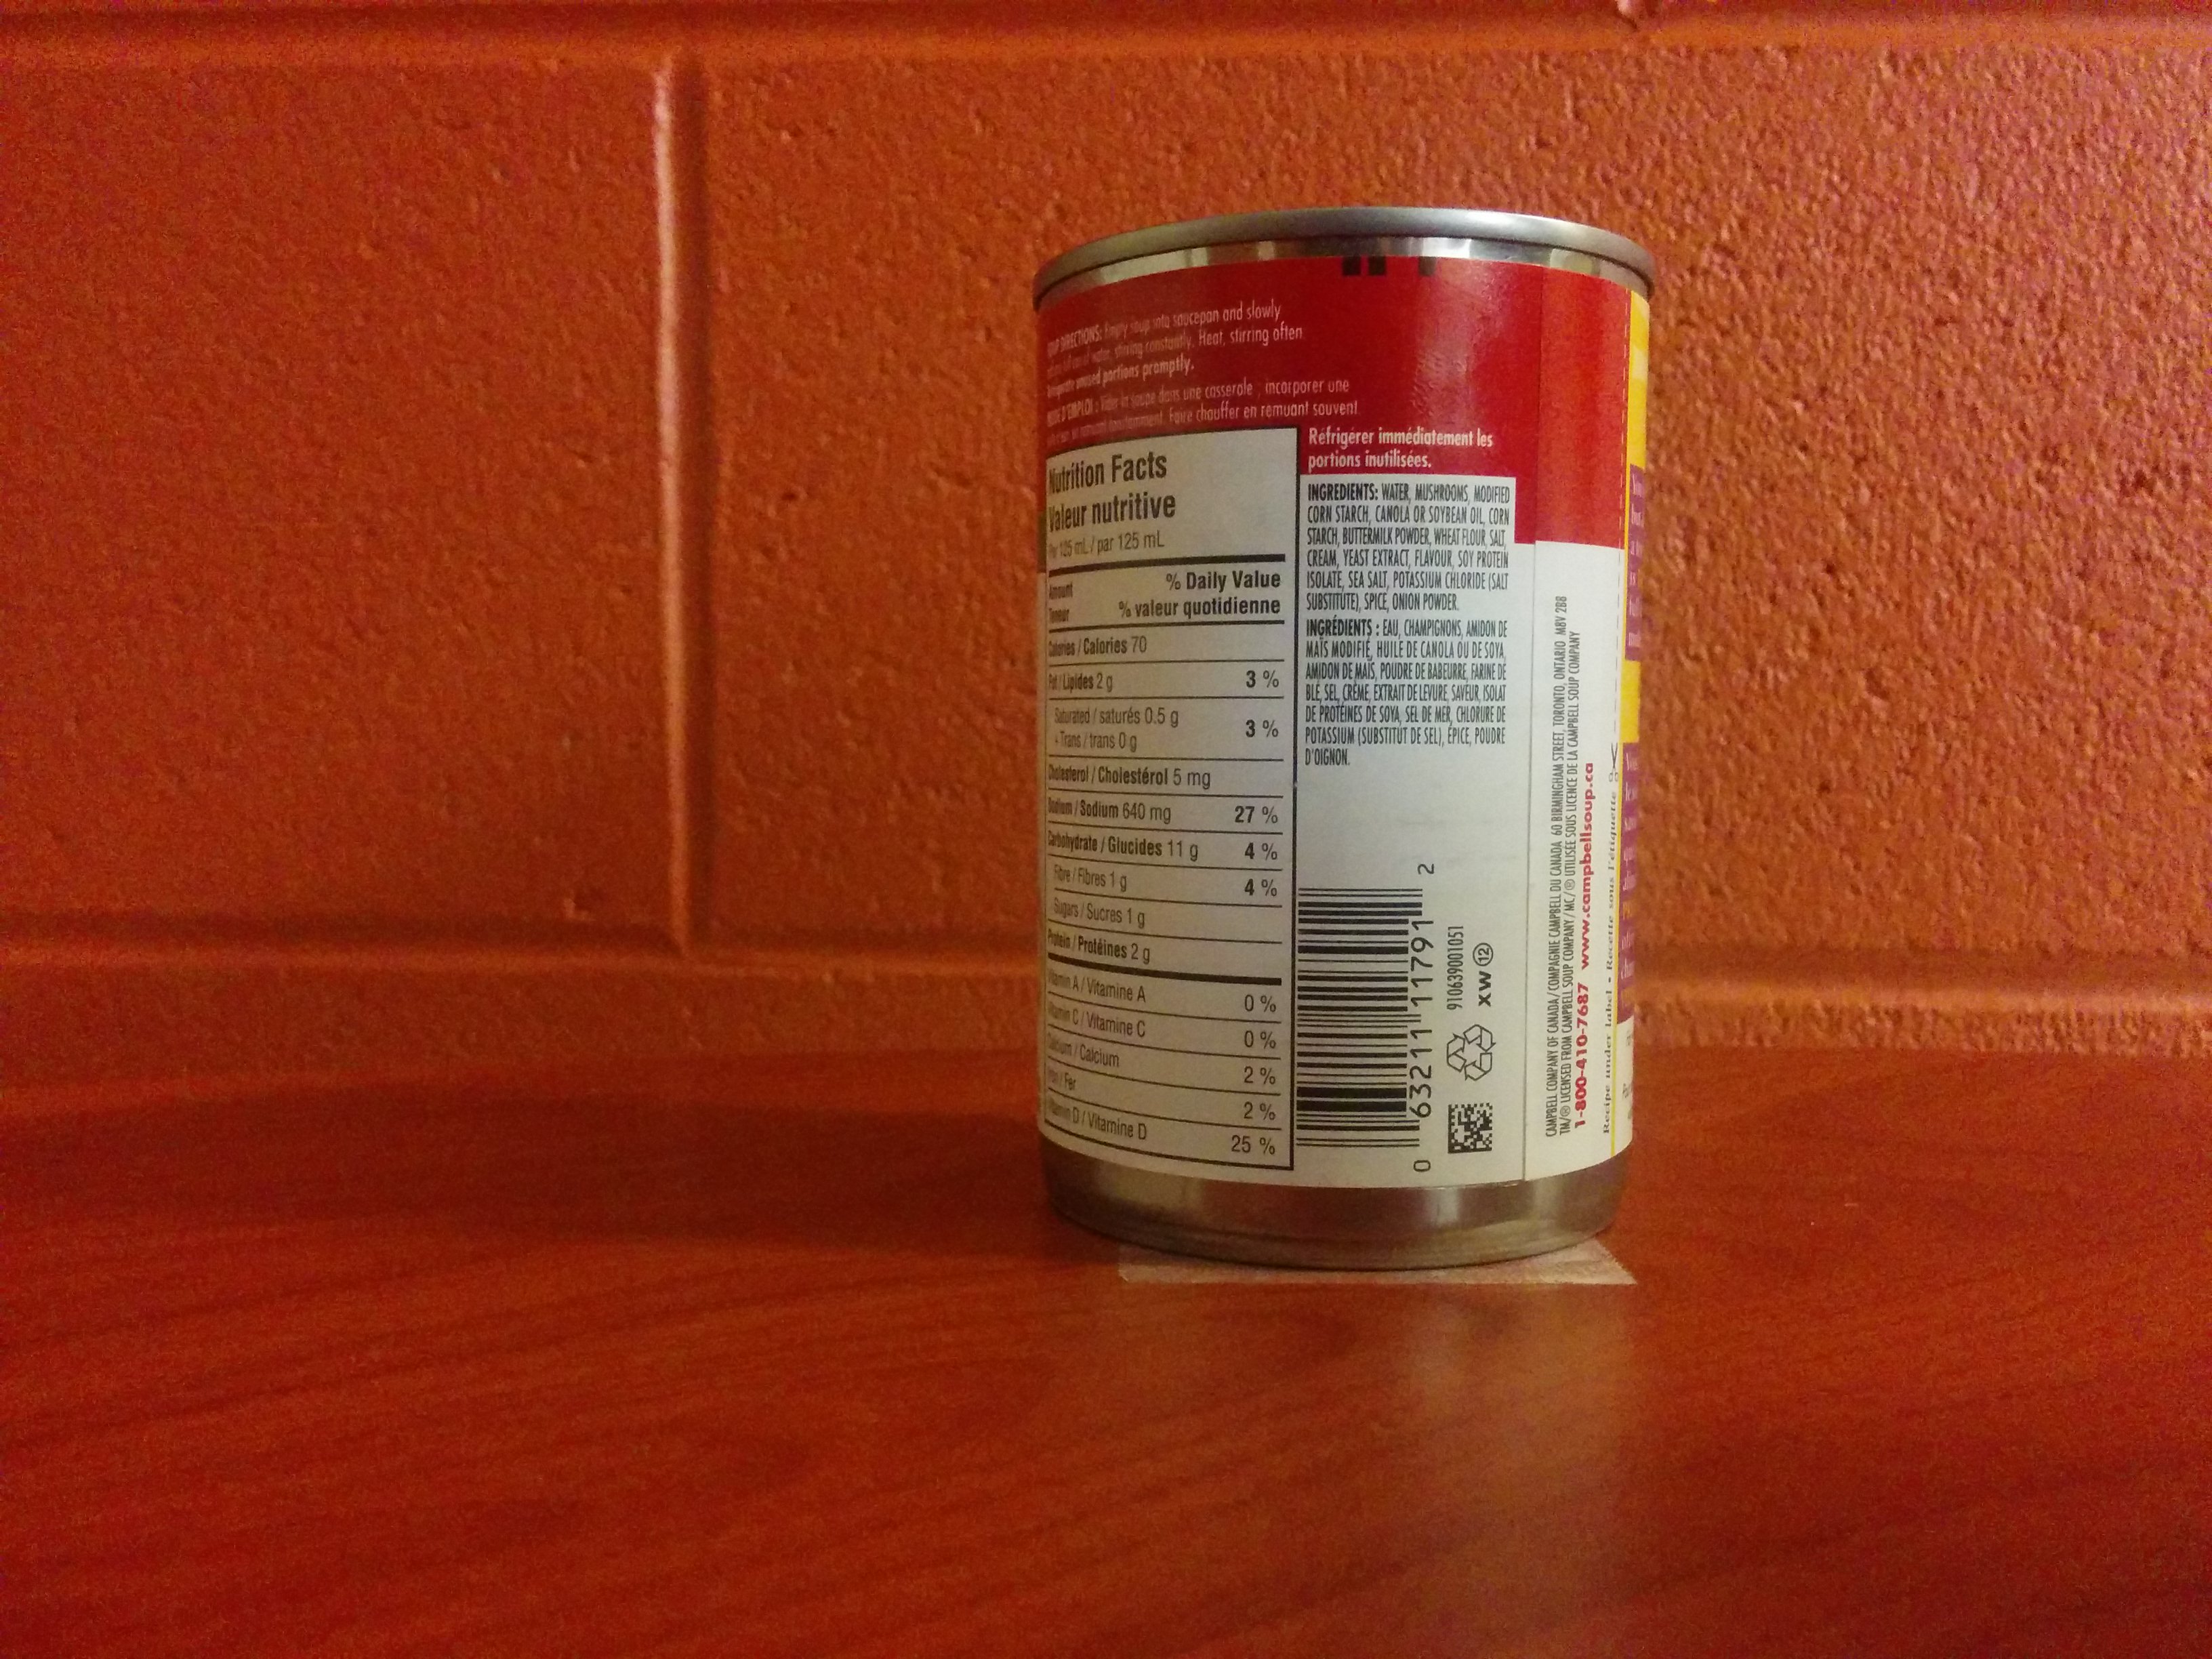 DIRECTIONS: Empty soup into saucepan and slowly
water, stirring constantly. Heat, stirring often
Refrigerate unused portions promptly.
MODE D'EMPLOI : Vider la soupe dans une casserole ; incorporer une
constamment. Faire chauffer en remuant souvent
Réfrigérer immédiatement les
portions inutilisées.
Nutrition Facts
Valeur nutritive
Per 125 mL / par 125 mL
Amount % Daily Value
Teneur % valeur quotidienne
Calories / Calories 70
Fat / Lipides 2 g 3 %
Saturated / saturés 0.5 g
+ Trans / trans 0 g 3 %
Cholesterol / Cholestérol 5 mg
Sodium / Sodium 640 mg 27 %
Carbohydrate / Glucides 11 g 4 %
Fibre / Fibres 1 g 4 %
Sugars / Sucres 1 g
Protein / Protéines 2 g
Vitamin A / Vitamine A 0 %
Vitamin C / Vitamine C 0 %
Calcium / Calcium 2 %
Iron / Fer 2 %
Vitamin D / Vitamine D 25 %
INGREDIENTS: WATER, MUSHROOMS, MODIFIED
CORN STARCH, CANOLA OR SOYBEAN OIL, CORN
STARCH, BUTTERMILK POWDER, WHEAT FLOUR, SALT,
CREAM, YEAST EXTRACT, FLAVOUR, SOY PROTEIN
ISOLATE, SEA SALT, POTASSIUM CHLORIDE (SALT
SUBSTITUTE), SPICE, ONION POWDER.
INGRÉDIENTS : EAU, CHAMPIGNONS, AMIDON DE
MAÏS MODIFIÉ, HUILE DE CANOLA OU DE SOYA,
AMIDON DE MAÏS, POUDRE DE BABEURRE, FARINE DE
BLÉ, SEL, CRÈME, EXTRAIT DE LEVURE, SAVEUR, ISOLAT
DE PROTÉINES DE SOYA, SEL DE MER, CHLORURE DE
POTASSIUM (SUBSTITUT DE SEL), ÉPICE, POUDRE
D'OIGNON.
0 63211 11791 2
910639001051
XW 12
CAMPBELL COMPANY OF CANADA / COMPAGNIE CAMPBELL DU CANADA 60 BIRMINGHAM STREET, TORONTO, ONTARIO M8V 2B8
TM/® LICENSED FROM CAMPBELL SOUP COMPANY / MC/® UTILISÉE SOUS LICENCE DE LA CAMPBELL SOUP COMPANY
1-800-410-7687 www.campbellsoup.ca
Recipe under label • Recette sous l'étiquette